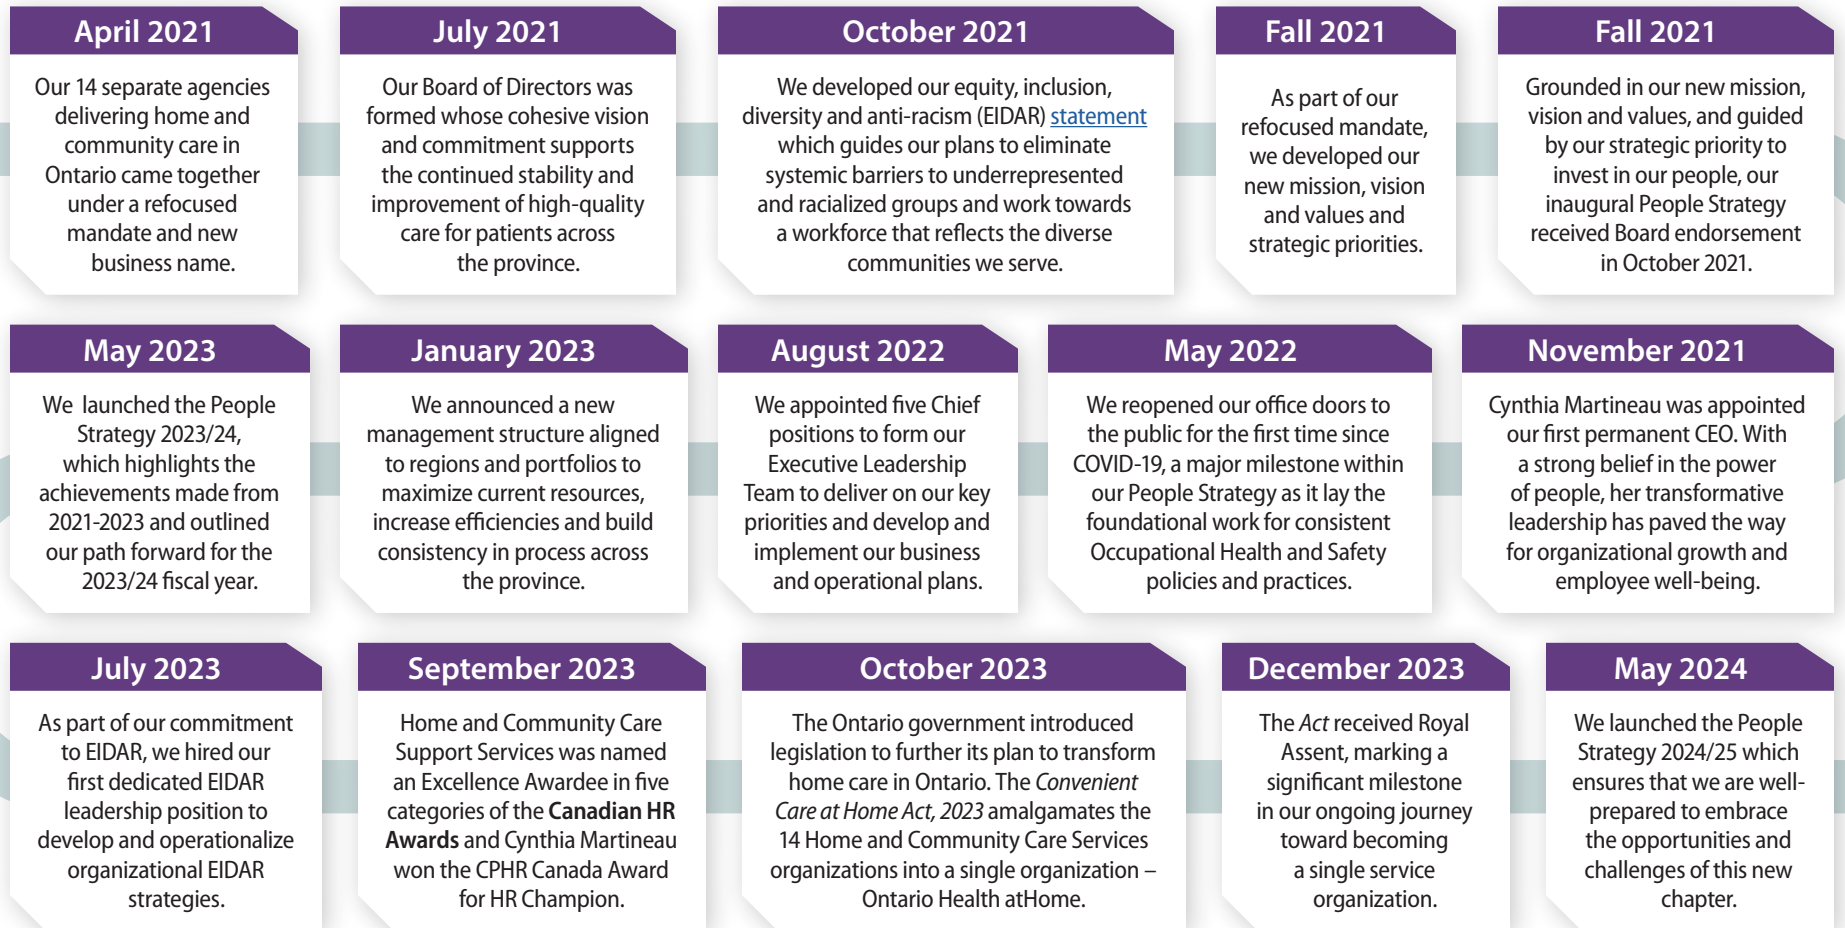 April 2021
Our 14 separate agencies
delivering home and
community care in
Ontario came together
under a refocused
mandate and new
business name.
July 2021
Our Board of Directors was
formed whose cohesive vision
and commitment supports
the continued stability and
improvement of high-quality
care for patients across
the province.
October 2021
We developed our equity, inclusion,
diversity and anti-racism (EIDAR) statement
which guides our plans to eliminate
systemic barriers to underrepresented
and racialized groups and work towards
a workforce that reflects the diverse
communities we serve.
Fall 2021
As part of our
refocused mandate,
we developed our
new mission, vision
and values and
strategic priorities.
Fall 2021
Grounded in our new mission,
vision and values, and guided
by our strategic priority to
invest in our people, our
inaugural People Strategy
received Board endorsement
in October 2021.
November 2021
Cynthia Martineau was appointed
our first permanent CEO. With
a strong belief in the power
of people, her transformative
leadership has paved the way
for organizational growth and
employee well-being.
May 2022
We reopened our office doors to
the public for the first time since
COVID-19, a major milestone within
our People Strategy as it lay the
foundational work for consistent
Occupational Health and Safety
policies and practices.
August 2022
We appointed five Chief
positions to form our
Executive Leadership
Team to deliver on our key
priorities and develop and
implement our business
and operational plans.
January 2023
We announced a new
management structure aligned
to regions and portfolios to
maximize current resources,
increase efficiencies and build
consistency in process across
the province.
May 2023
We launched the People
Strategy 2023/24,
which highlights the
achievements made from
2021-2023 and outlined
our path forward for the
2023/24 fiscal year.
July 2023
As part of our commitment
to EIDAR, we hired our
first dedicated EIDAR
leadership position to
develop and operationalize
organizational EIDAR
strategies.
September 2023
Home and Community Care
Support Services was named
an Excellence Awardee in five
categories of the Canadian HR
Awards and Cynthia Martineau
won the CPHR Canada Award
for HR Champion.
October 2023
The Ontario government introduced
legislation to further its plan to transform
home care in Ontario. The Convenient
Care at Home Act, 2023 amalgamates the
14 Home and Community Care Services
organizations into a single organization –
Ontario Health atHome.
December 2023
The Act received Royal
Assent, marking a
significant milestone
in our ongoing journey
toward becoming
a single service
organization.
May 2024
We launched the People
Strategy 2024/25 which
ensures that we are well-
prepared to embrace
the opportunities and
challenges of this new
chapter.